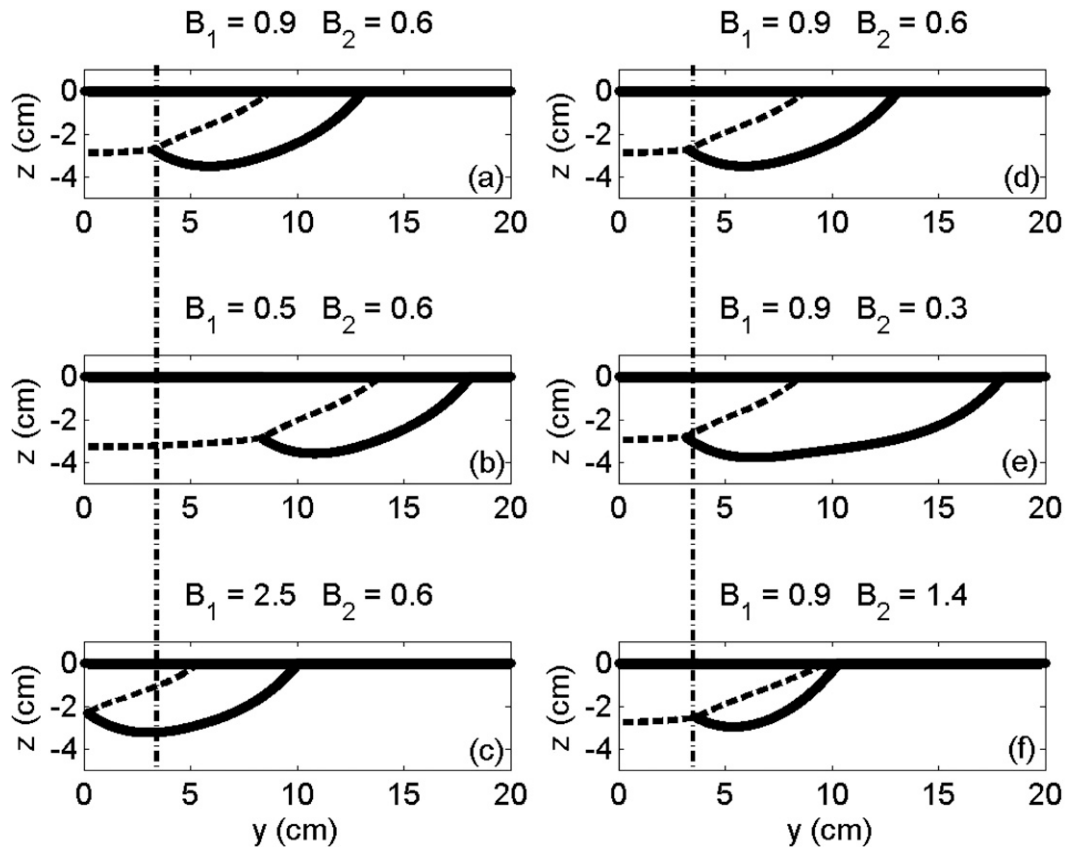 B1 = 0.9 B2 = 0.6
z (cm)
0
-2
-4
(a)
0 5 10 15 20
B1 = 0.5 B2 = 0.6
z (cm)
0
-2
-4
(b)
0 5 10 15 20
B1 = 2.5 B2 = 0.6
z (cm)
0
-2
-4
(c)
0 5 10 15 20
y (cm)
B1 = 0.9 B2 = 0.6
z (cm)
0
-2
-4
(d)
0 5 10 15 20
B1 = 0.9 B2 = 0.3
z (cm)
0
-2
-4
(e)
0 5 10 15 20
B1 = 0.9 B2 = 1.4
z (cm)
0
-2
-4
(f)
0 5 10 15 20
y (cm)